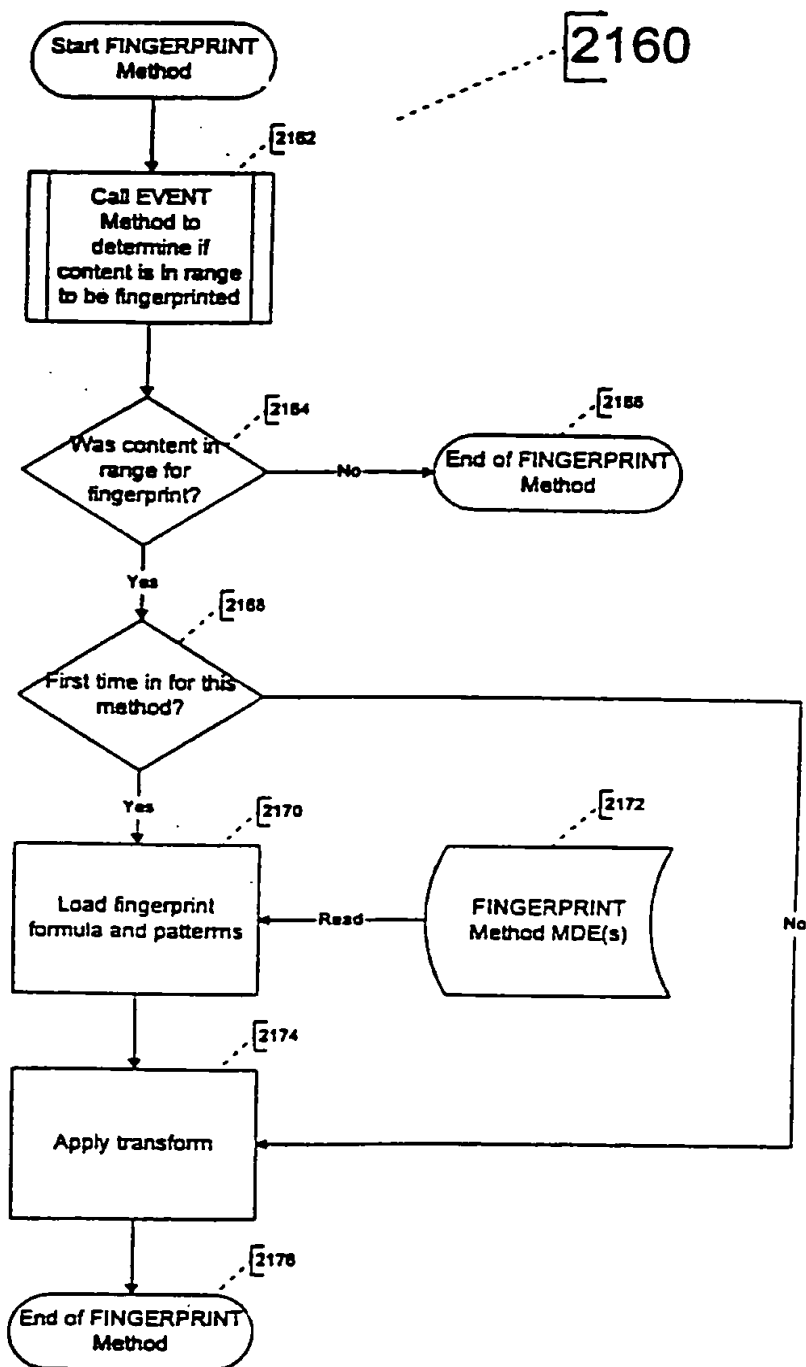 Start FINGERPRINT
Method
2160
2162
Call EVENT
Method to
determine if
content is in range
to be fingerprinted
2164
Was content in
range for
fingerprint?
No
2166
End of FINGERPRINT
Method
Yes
2168
First time in for this
method?
Yes
2170
Load fingerprint
formula and patterms
Read
2172
FINGERPRINT
Method MDE(s)
No
2174
Apply transform
2176
End of FINGERPRINT
Method